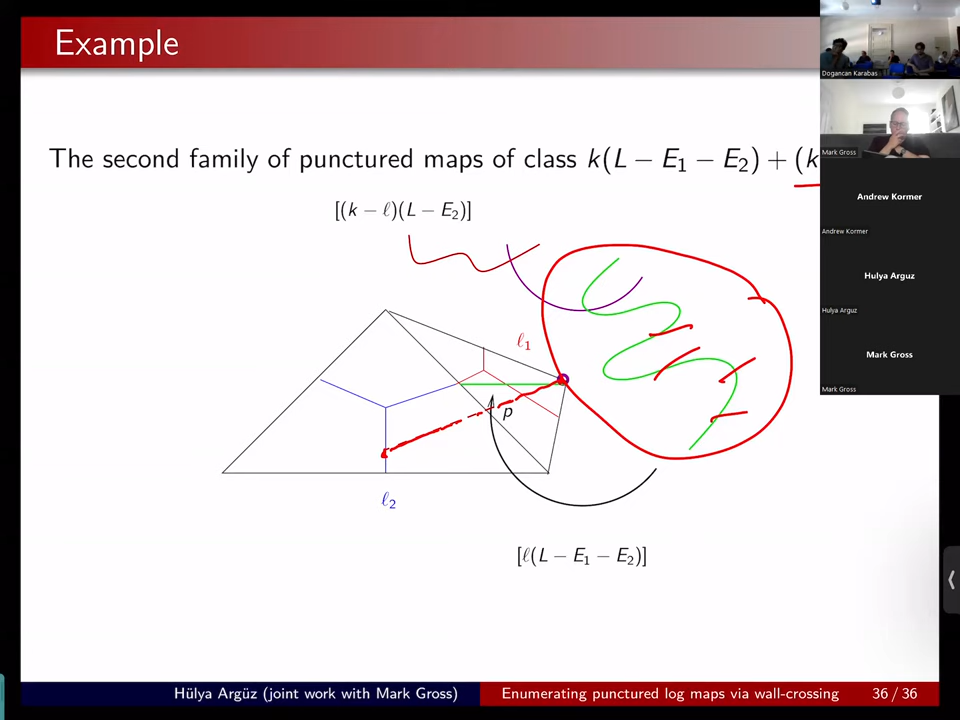 Example
Dogancan Karabas
Mark Gross
The second family of punctured maps of class k(L − E₁ − E₂) + (k
[(k − ℓ)(L − E₂)]
ℓ₁
p
ℓ₂
[ℓ(L − E₁ − E₂)]
Andrew Kormer
Andrew Kormer
Hulya Arguz
Hulya Arguz
Mark Gross
Mark Gross
Hülya Argüz (joint work with Mark Gross)
Enumerating punctured log maps via wall-crossing
36 / 36